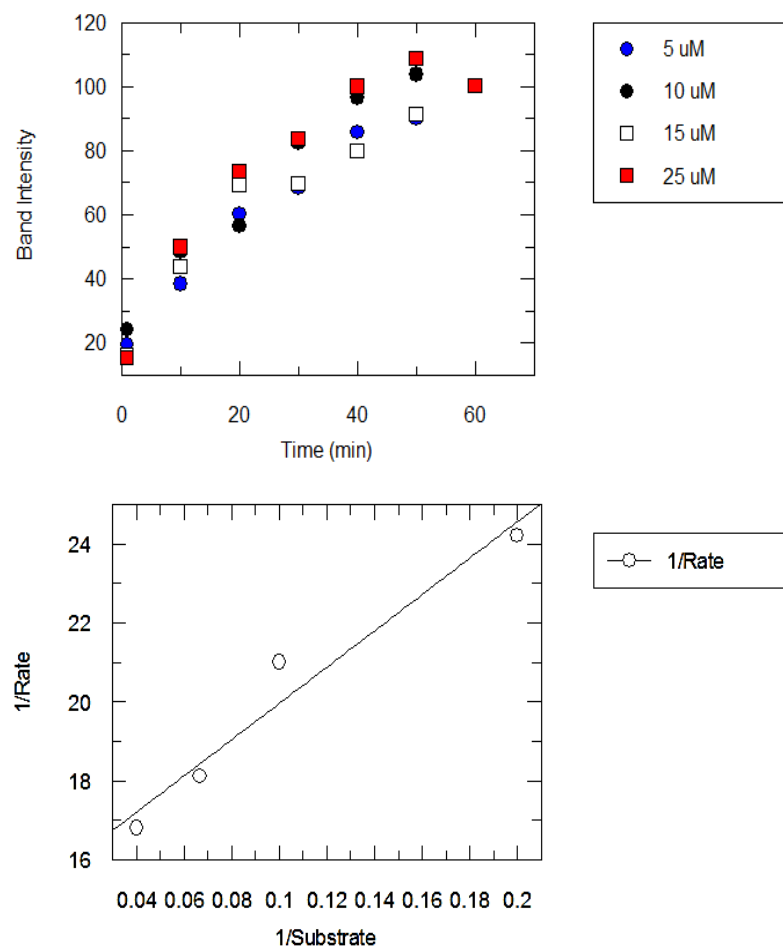 120
100
80
60
40
20
Band Intensity
0 20 40 60
Time (min)
5 uM
10 uM
15 uM
25 uM
24
22
20
18
16
1/Rate
0.04 0.06 0.08 0.1 0.12 0.14 0.16 0.18 0.2
1/Substrate
1/Rate